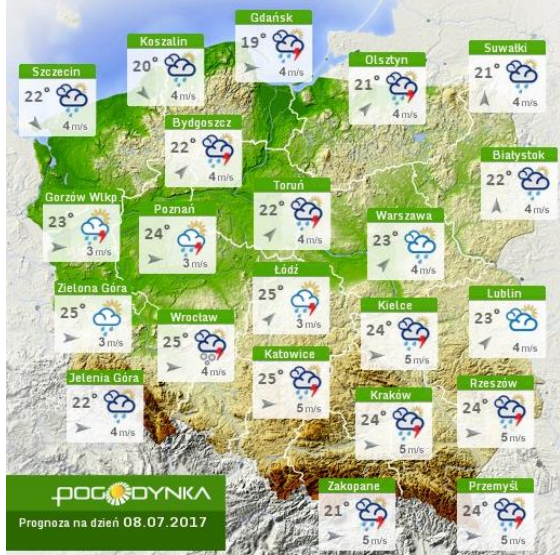 Gdańsk
19°
4 m/s
Koszalin
20°
4 m/s
Suwałki
21°
4 m/s
Olsztyn
21°
4 m/s
Szczecin
22°
4 m/s
Bydgoszcz
22°
4 m/s
Białystok
22°
4 m/s
Toruń
22°
4 m/s
Gorzów Wlkp
23°
3 m/s
Poznań
24°
3 m/s
Warszawa
23°
4 m/s
Łódź
25°
3 m/s
Zielona Góra
25°
3 m/s
Lublin
23°
4 m/s
Kielce
24°
5 m/s
Wrocław
25°
4 m/s
Katowice
25°
5 m/s
Jelenia Góra
22°
4 m/s
Rzeszów
24°
5 m/s
Kraków
24°
5 m/s
Zakopane
21°
5 m/s
Przemyśl
24°
5 m/s
POGODYNKA
Prognoza na dzień 08.07.2017